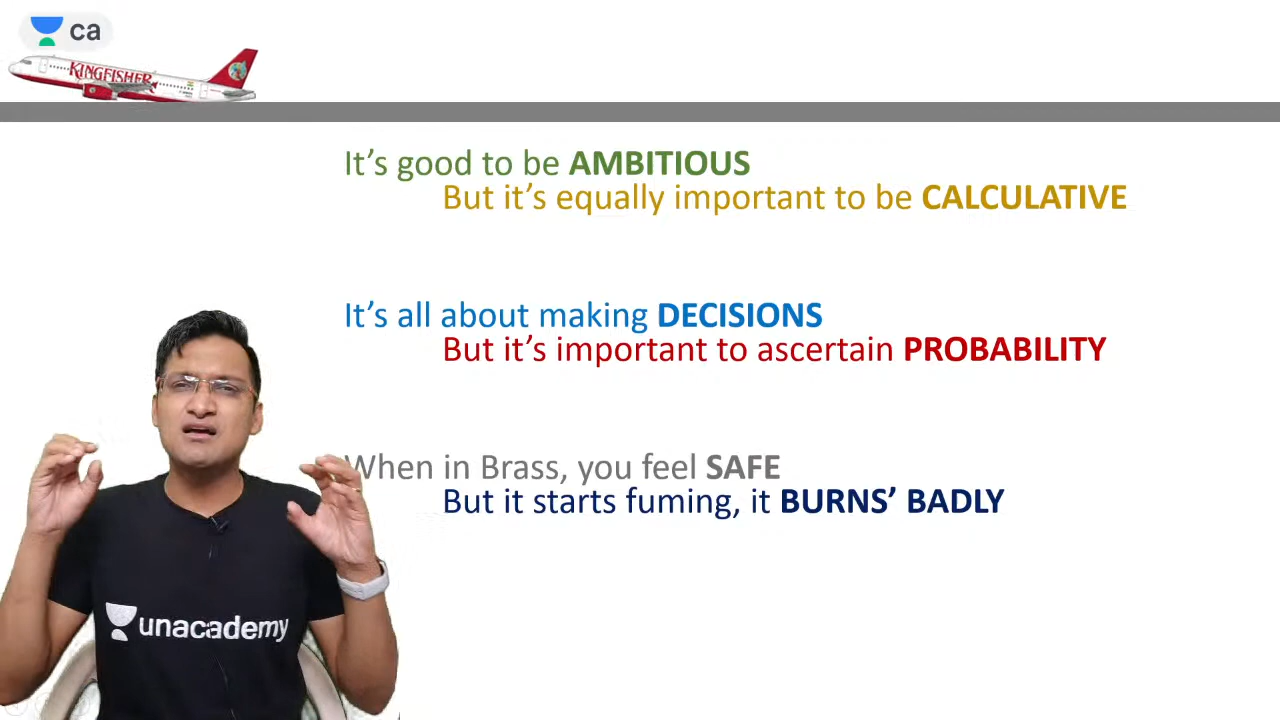 ca
KINGFISHER
It's good to be AMBITIOUS
But it's equally important to be CALCULATIVE
It's all about making DECISIONS
But it's important to ascertain PROBABILITY
When in Brass, you feel SAFE
But it starts fuming, it BURNS' BADLY
unacademy